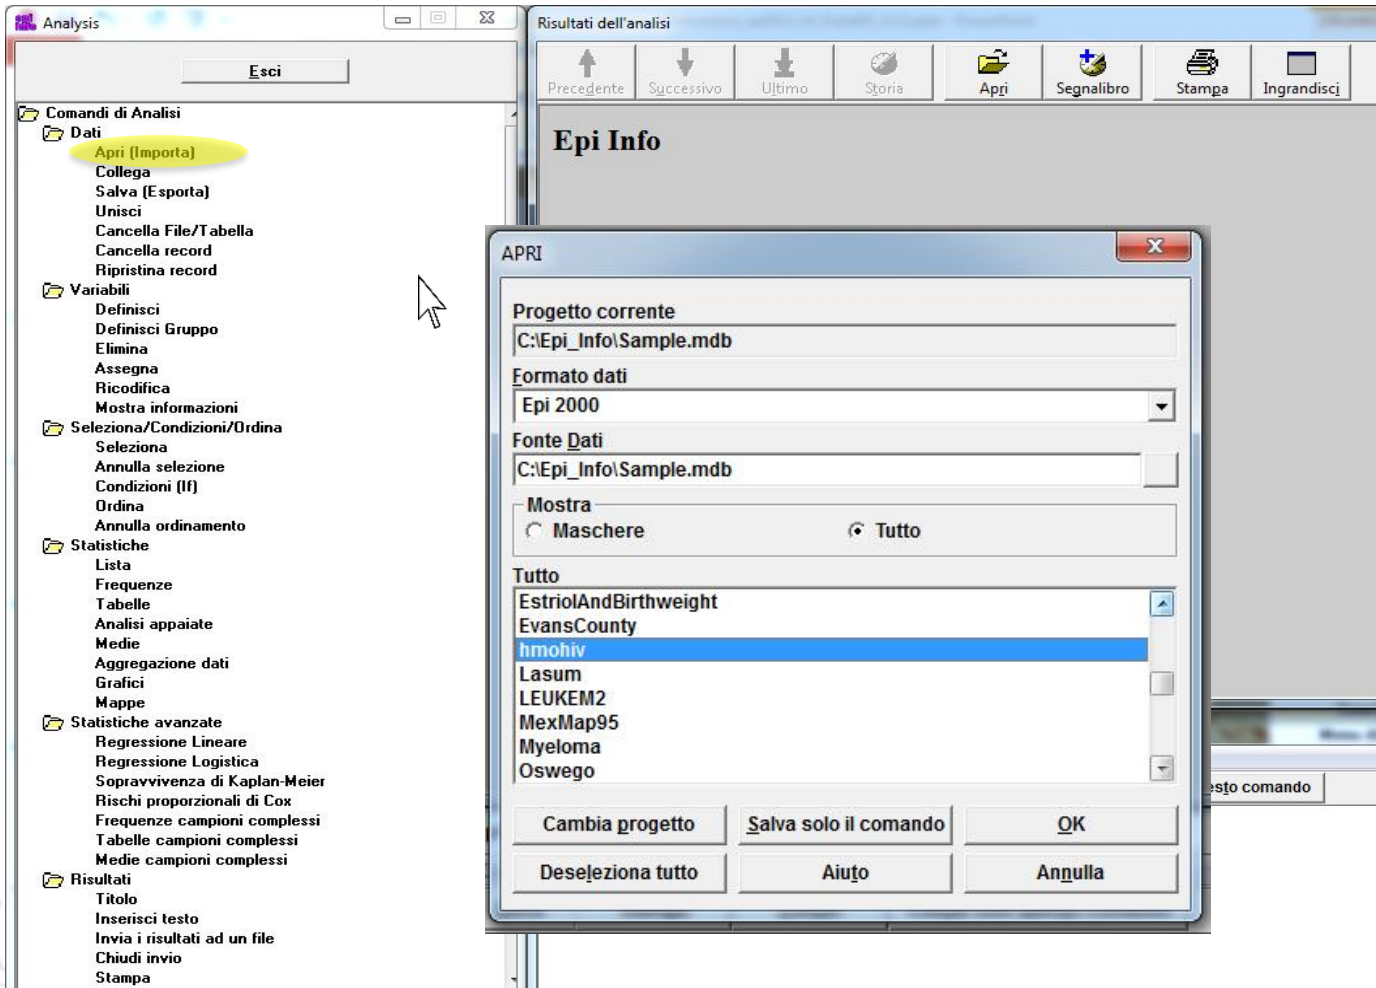 Analysis
Esci
Comandi di Analisi
Dati
Apri (Importa)
Collega
Salva (Esporta)
Unisci
Cancella File/Tabella
Cancella record
Ripristina record
Variabili
Definisci
Definisci Gruppo
Elimina
Assegna
Ricodifica
Mostra informazioni
Seleziona/Condizioni/Ordina
Seleziona
Annulla selezione
Condizioni (If)
Ordina
Annulla ordinamento
Statistiche
Lista
Frequenze
Tabelle
Analisi appaiate
Medie
Aggregazione dati
Grafici
Mappe
Statistiche avanzate
Regressione Lineare
Regressione Logistica
Sopravvivenza di Kaplan-Meier
Rischi proporzionali di Cox
Frequenze campioni complessi
Tabelle campioni complessi
Medie campioni complessi
Risultati
Titolo
Inserisci testo
Invia i risultati ad un file
Chiudi invio
Stampa
Risultati dell'analisi
Precedente Successivo Ultimo Storia Apri Segnalibro Stampa Ingrandisci
Epi Info
APRI
Progetto corrente
C:\Epi_Info\Sample.mdb
Formato dati
Epi 2000
Fonte Dati
C:\Epi_Info\Sample.mdb
Mostra
Maschere Tutto
Tutto
EstriolAndBirthweight
EvansCounty
hmohiv
Lasum
LEUKEM2
MexMap95
Myeloma
Oswego
Cambia progetto Salva solo il comando OK
Deseleziona tutto Aiuto Annulla
esto comando